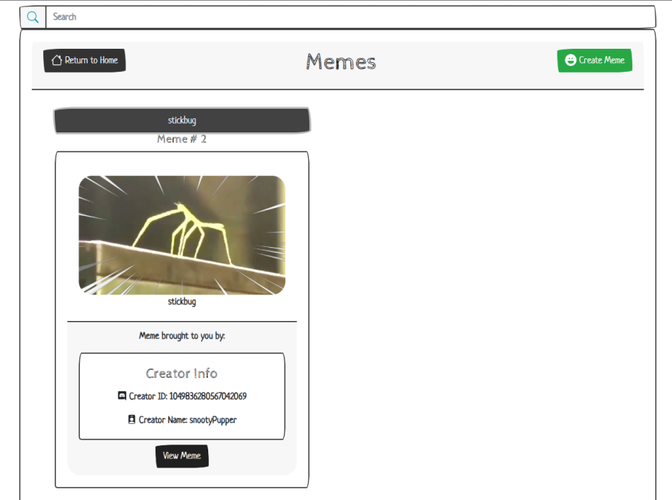 Search
Return to Home
Memes
Create Meme
stickbug
Meme # 2
stickbug
Meme brought to you by:
Creator Info
Creator ID: 1049836280567042069
Creator Name: snootyPupper
View Meme